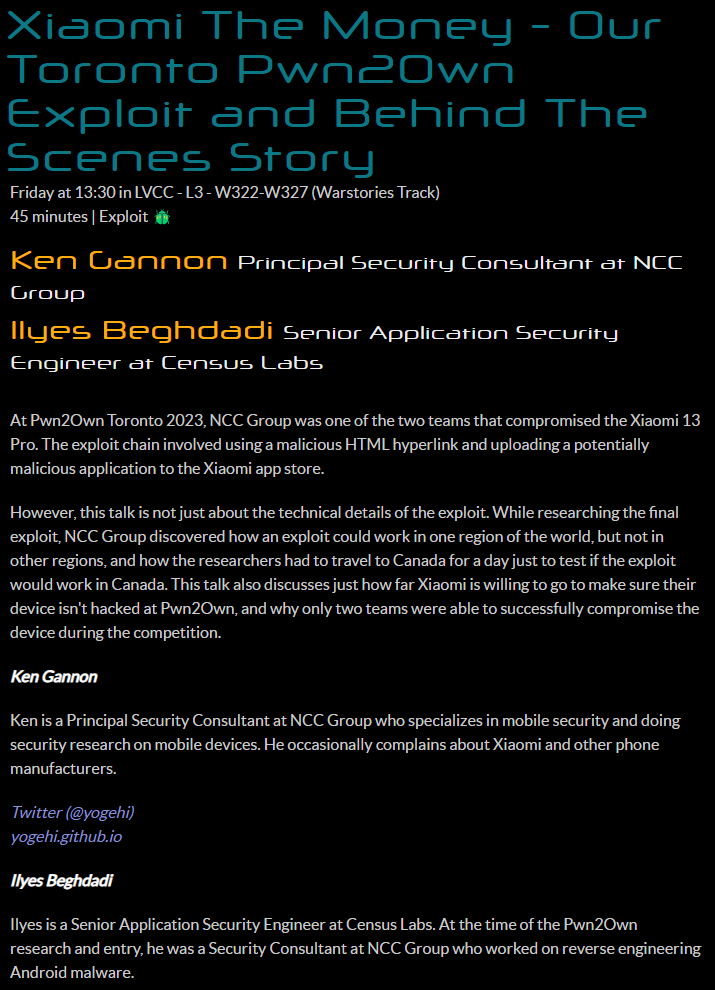 Xiaomi The Money - Our
Toronto Pwn2Own
Exploit and Behind The
Scenes Story
Friday at 13:30 in LVCC - L3 - W322-W327 (Warstories Track)
45 minutes | Exploit 🪲
Ken Gannon Principal Security Consultant at NCC
Group
Ilyes Beghdadi Senior Application Security
Engineer at Census Labs
At Pwn2Own Toronto 2023, NCC Group was one of the two teams that compromised the Xiaomi 13
Pro. The exploit chain involved using a malicious HTML hyperlink and uploading a potentially
malicious application to the Xiaomi app store.
However, this talk is not just about the technical details of the exploit. While researching the final
exploit, NCC Group discovered how an exploit could work in one region of the world, but not in
other regions, and how the researchers had to travel to Canada for a day just to test if the exploit
would work in Canada. This talk also discusses just how far Xiaomi is willing to go to make sure their
device isn't hacked at Pwn2Own, and why only two teams were able to successfully compromise the
device during the competition.
Ken Gannon
Ken is a Principal Security Consultant at NCC Group who specializes in mobile security and doing
security research on mobile devices. He occasionally complains about Xiaomi and other phone
manufacturers.
Twitter (@yogehi)
yogehi.github.io
Ilyes Beghdadi
Ilyes is a Senior Application Security Engineer at Census Labs. At the time of the Pwn2Own
research and entry, he was a Security Consultant at NCC Group who worked on reverse engineering
Android malware.